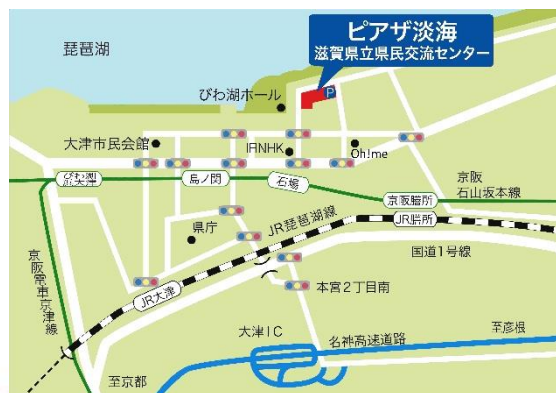 ピアザ淡海
滋賀県立県民交流センター
P
琵琶湖
びわ湖ホール
大津市民会館
旧NHK
Oh!me
びわ湖
浜大津
島ノ関
石場
京阪膳所
京阪
石山坂本線
県庁
JR琵琶湖線
JR膳所
国道1号線
京阪電車京津線
JR大津
本宮2丁目南
大津IC
名神高速道路
至彦根
至京都